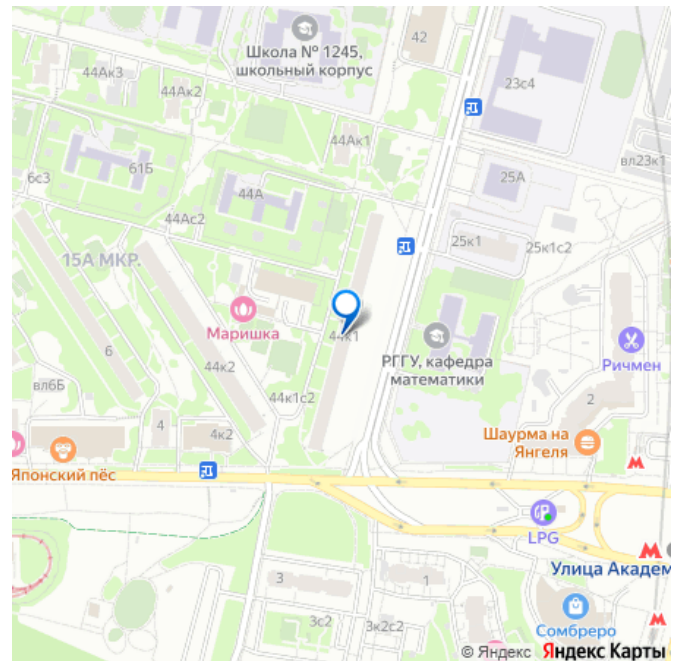 Школа № 1245,
школьный корпус
42
44Ак3
44Ак2
23с4
61Б
44Ак1
6с3
44А
25А
вл23к1
44Ас2
25к1
25к1с2
15А МКР.
Маришка
44к1
РГГУ, кафедра
математики
Ричмен
6
вл6Б
44к2
44к1с2
2
4
4к2
Шаурма на
Янгеля
Японский пёс
LPG
Улица Академ
3
1
3с2
3к2с2
Сомбреро
© Яндекс Яндекс Карты